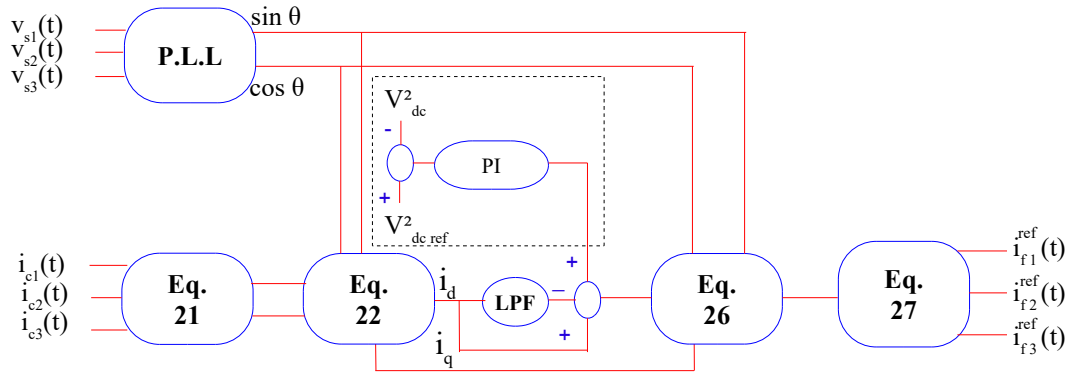 v_s1(t)
v_s2(t)
v_s3(t)
P.L.L
sin θ
cos θ
V²_dc
-
PI
+
V²_dc ref
i_c1(t)
i_c2(t)
i_c3(t)
Eq.
21
Eq.
22
i_d
i_q
LPF
+
–
+
Eq.
26
Eq.
27
i_f1^ref(t)
i_f2^ref(t)
i_f3^ref(t)